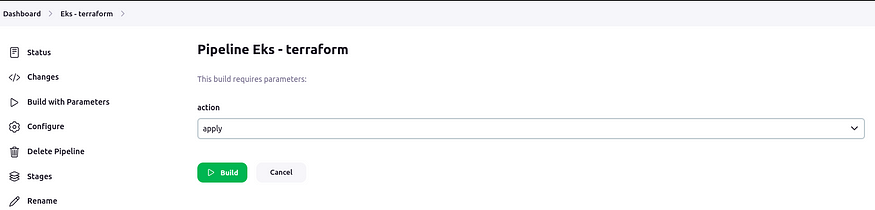 Dashboard > Eks - terraform >
Status
Changes
Build with Parameters
Configure
Delete Pipeline
Stages
Rename
Pipeline Eks - terraform
This build requires parameters:
action
apply
Build Cancel